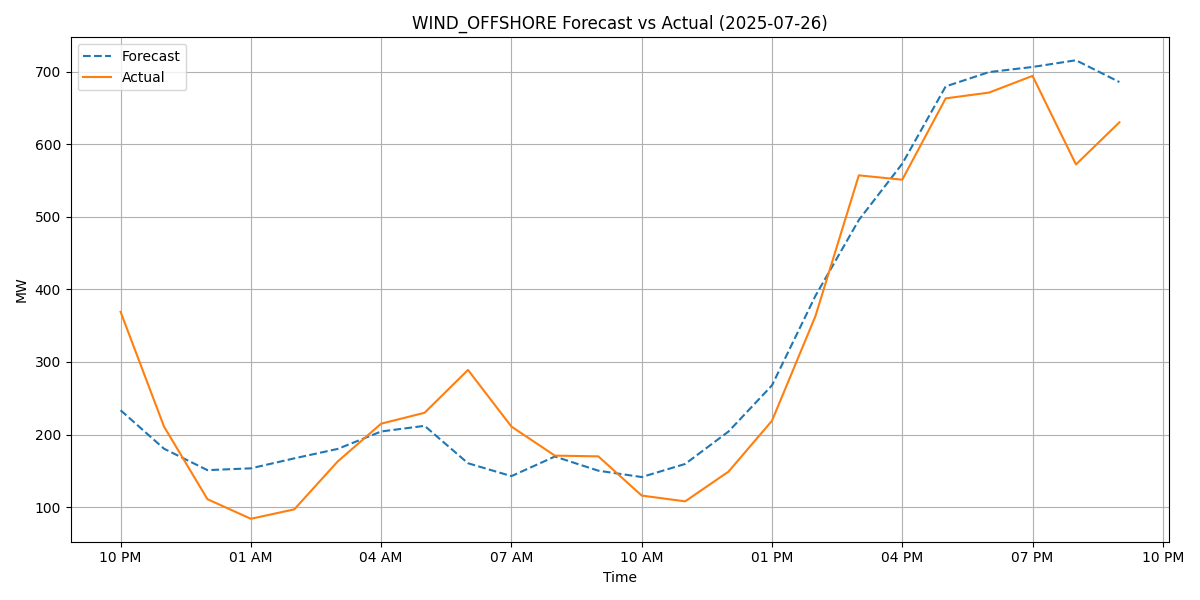 WIND_OFFSHORE Forecast vs Actual (2025-07-26)
Forecast
Actual
700
600
500
400
300
200
100
MW
10 PM 01 AM 04 AM 07 AM 10 AM 01 PM 04 PM 07 PM 10 PM
Time